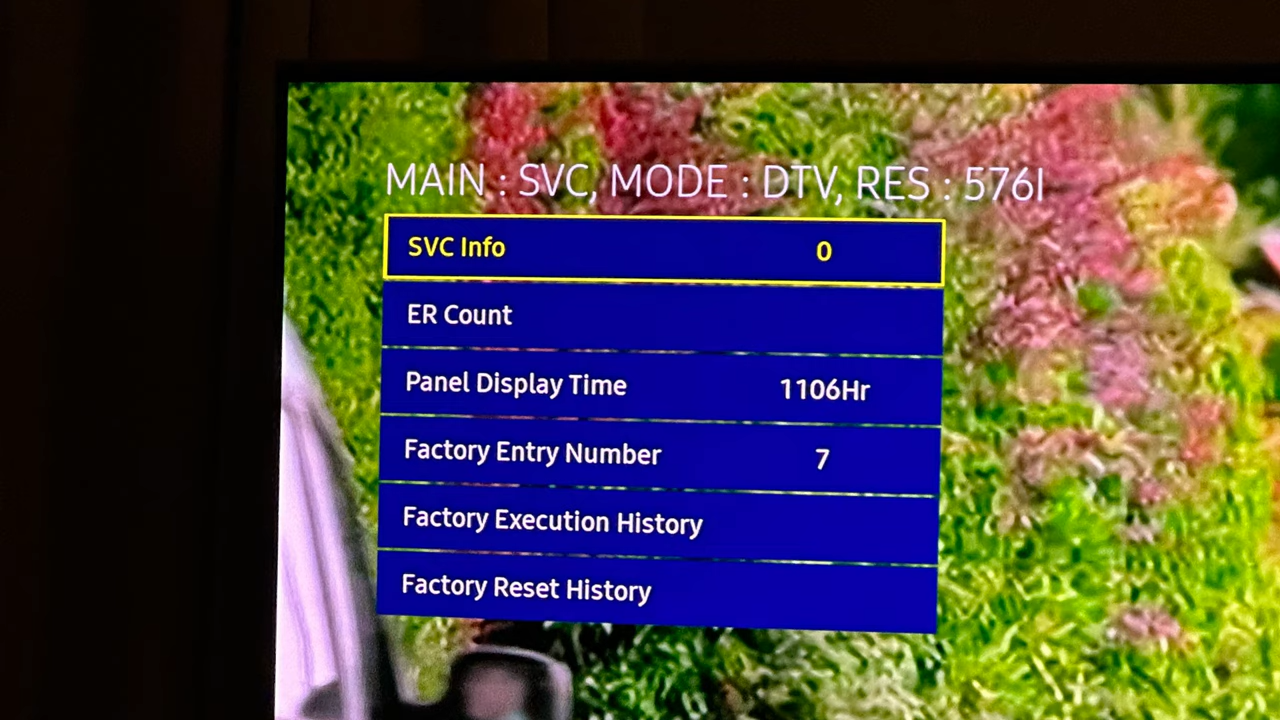 MAIN : SVC, MODE : DTV, RES : 576I
SVC Info 0
ER Count
Panel Display Time 1106Hr
Factory Entry Number 7
Factory Execution History
Factory Reset History